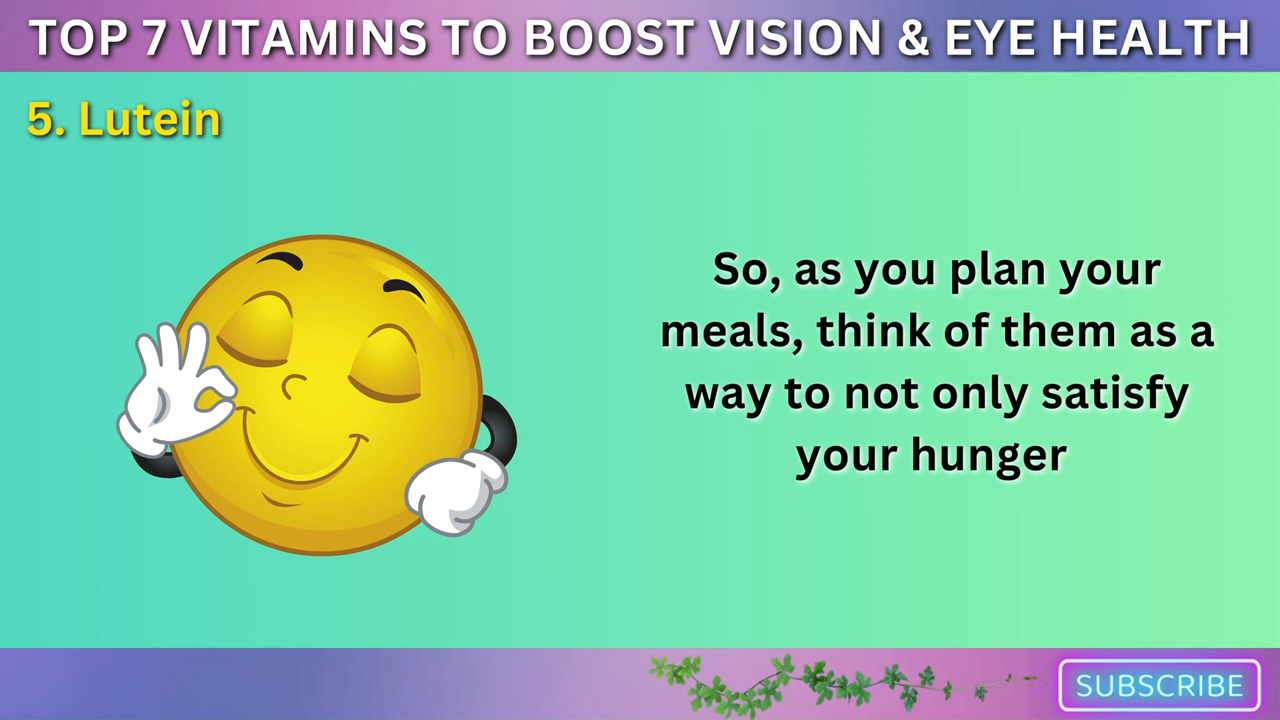 TOP 7 VITAMINS TO BOOST VISION & EYE HEALTH
5. Lutein
So, as you plan your
meals, think of them as a
way to not only satisfy
your hunger
SUBSCRIBE